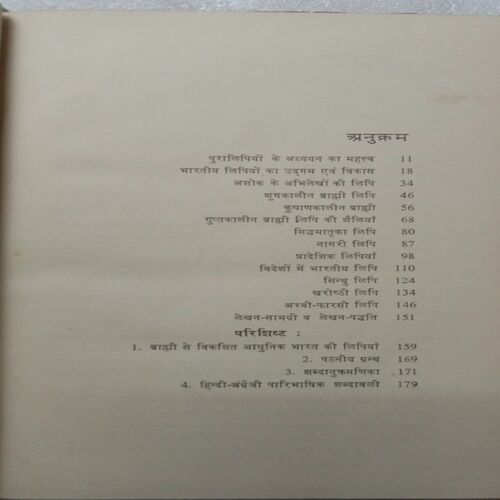 अनुक्रम
पुरालिपियों के अध्ययन का महत्त्व 11
भारतीय लिपियों का उद्‌गम एवं विकास 18
अशोक के अभिलेखों की लिपि 34
शुंगकालीन ब्राह्मी लिपि 46
कुषाणकालीन ब्राह्मी 56
गुप्तकालीन ब्राह्मी लिपि की शैलियाँ 68
सिद्धमातृका लिपि 80
नागरी लिपि 87
प्रादेशिक लिपियाँ 98
विदेशों में भारतीय लिपि 110
सिन्धु लिपि 124
खरोष्ठी लिपि 134
अरबी-फारसी लिपि 146
लेखन-सामग्री व लेखन-पद्धति 151
परिशिष्ट :
1. ब्राह्मी से विकसित आधुनिक भारत की लिपियाँ 159
2. पठनीय ग्रन्थ 169
3. शब्दानुक्रमणिका 171
4. हिन्दी-अंग्रेजी पारिभाषिक शब्दावली 179